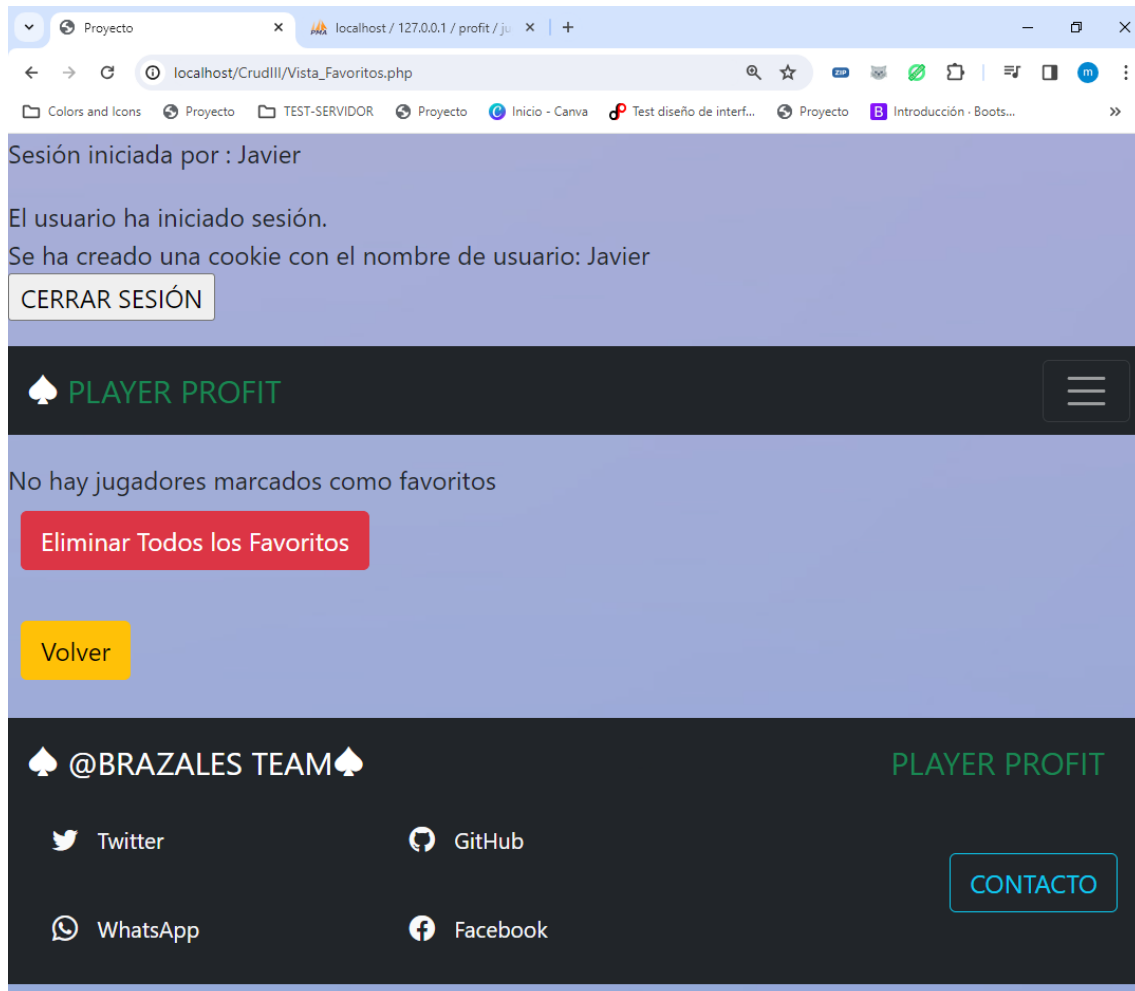 Proyecto
localhost / 127.0.0.1 / profit / ju
localhost/CrudIII/Vista_Favoritos.php
ZIP
m
Colors and Icons
Proyecto
TEST-SERVIDOR
Proyecto
Inicio - Canva
Test diseño de interf...
Proyecto
B Introducción · Boots...
Sesión iniciada por : Javier
El usuario ha iniciado sesión.
Se ha creado una cookie con el nombre de usuario: Javier
CERRAR SESIÓN
♠ PLAYER PROFIT
No hay jugadores marcados como favoritos
Eliminar Todos los Favoritos
Volver
♠ @BRAZALES TEAM♠
PLAYER PROFIT
Twitter
GitHub
CONTACTO
WhatsApp
Facebook